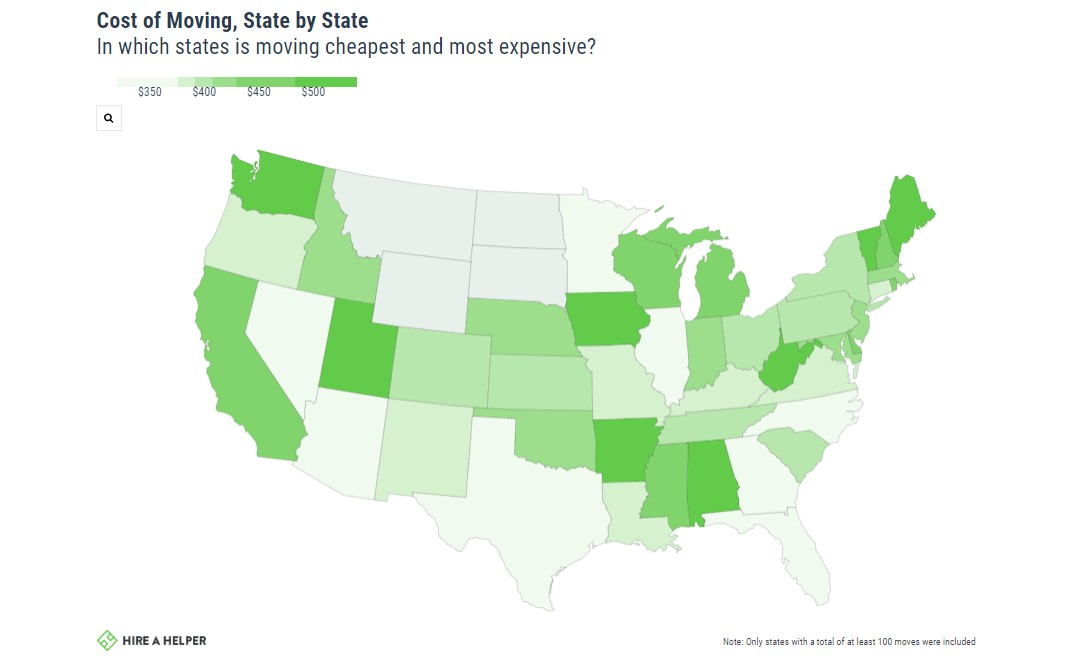 Cost of Moving, State by State
In which states is moving cheapest and most expensive?
$350 $400 $450 $500
HIRE A HELPER
Note: Only states with a total of at least 100 moves were included